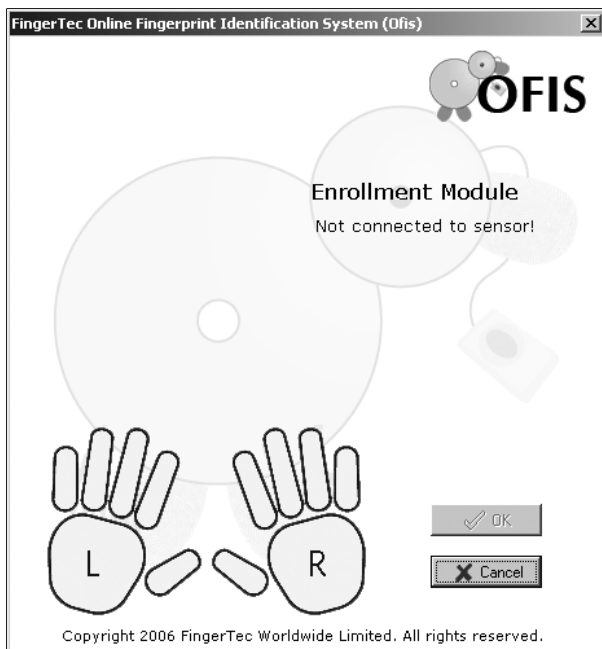 FingerTec Online Fingerprint Identification System (Ofis)
OFIS
Enrollment Module
Not connected to sensor!
L
R
OK
Cancel
Copyright 2006 FingerTec Worldwide Limited. All rights reserved.